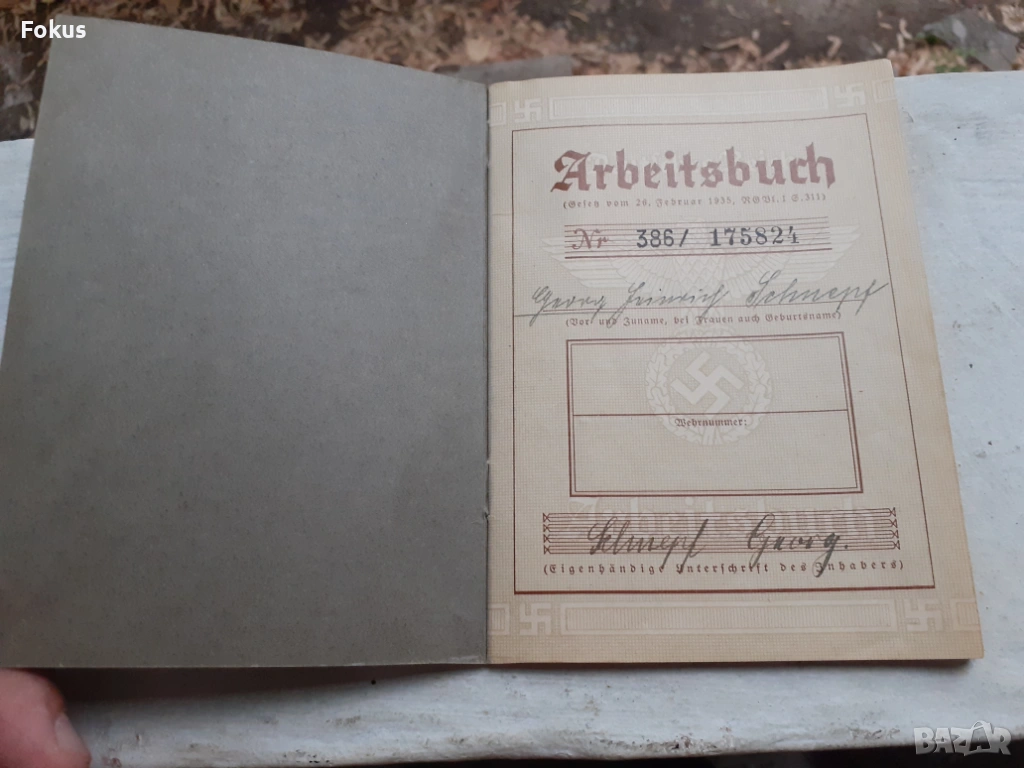 Fokus
Arbeitsbuch
(Gesetz vom 26. Februar 1935, RGBl. I S. 311)
Nr 386/ 175824
Georg Heinrich Schnepf
(Vor- und Zuname, bei Frauen auch Geburtsname)
Wehrnummer:
Arbeitsbuch
Schnepf Georg.
(Eigenhändige Unterschrift des Inhabers)
BAZAR